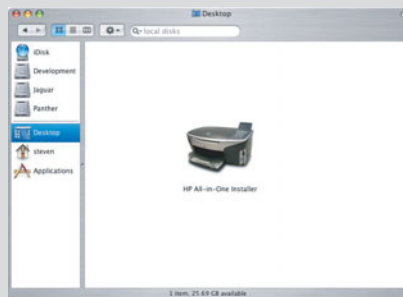 Desktop
local disks
iDisk
Development
Jaguar
Panther
Desktop
steven
Applications
HP All-in-One Installer
1 item, 25.69 GB available